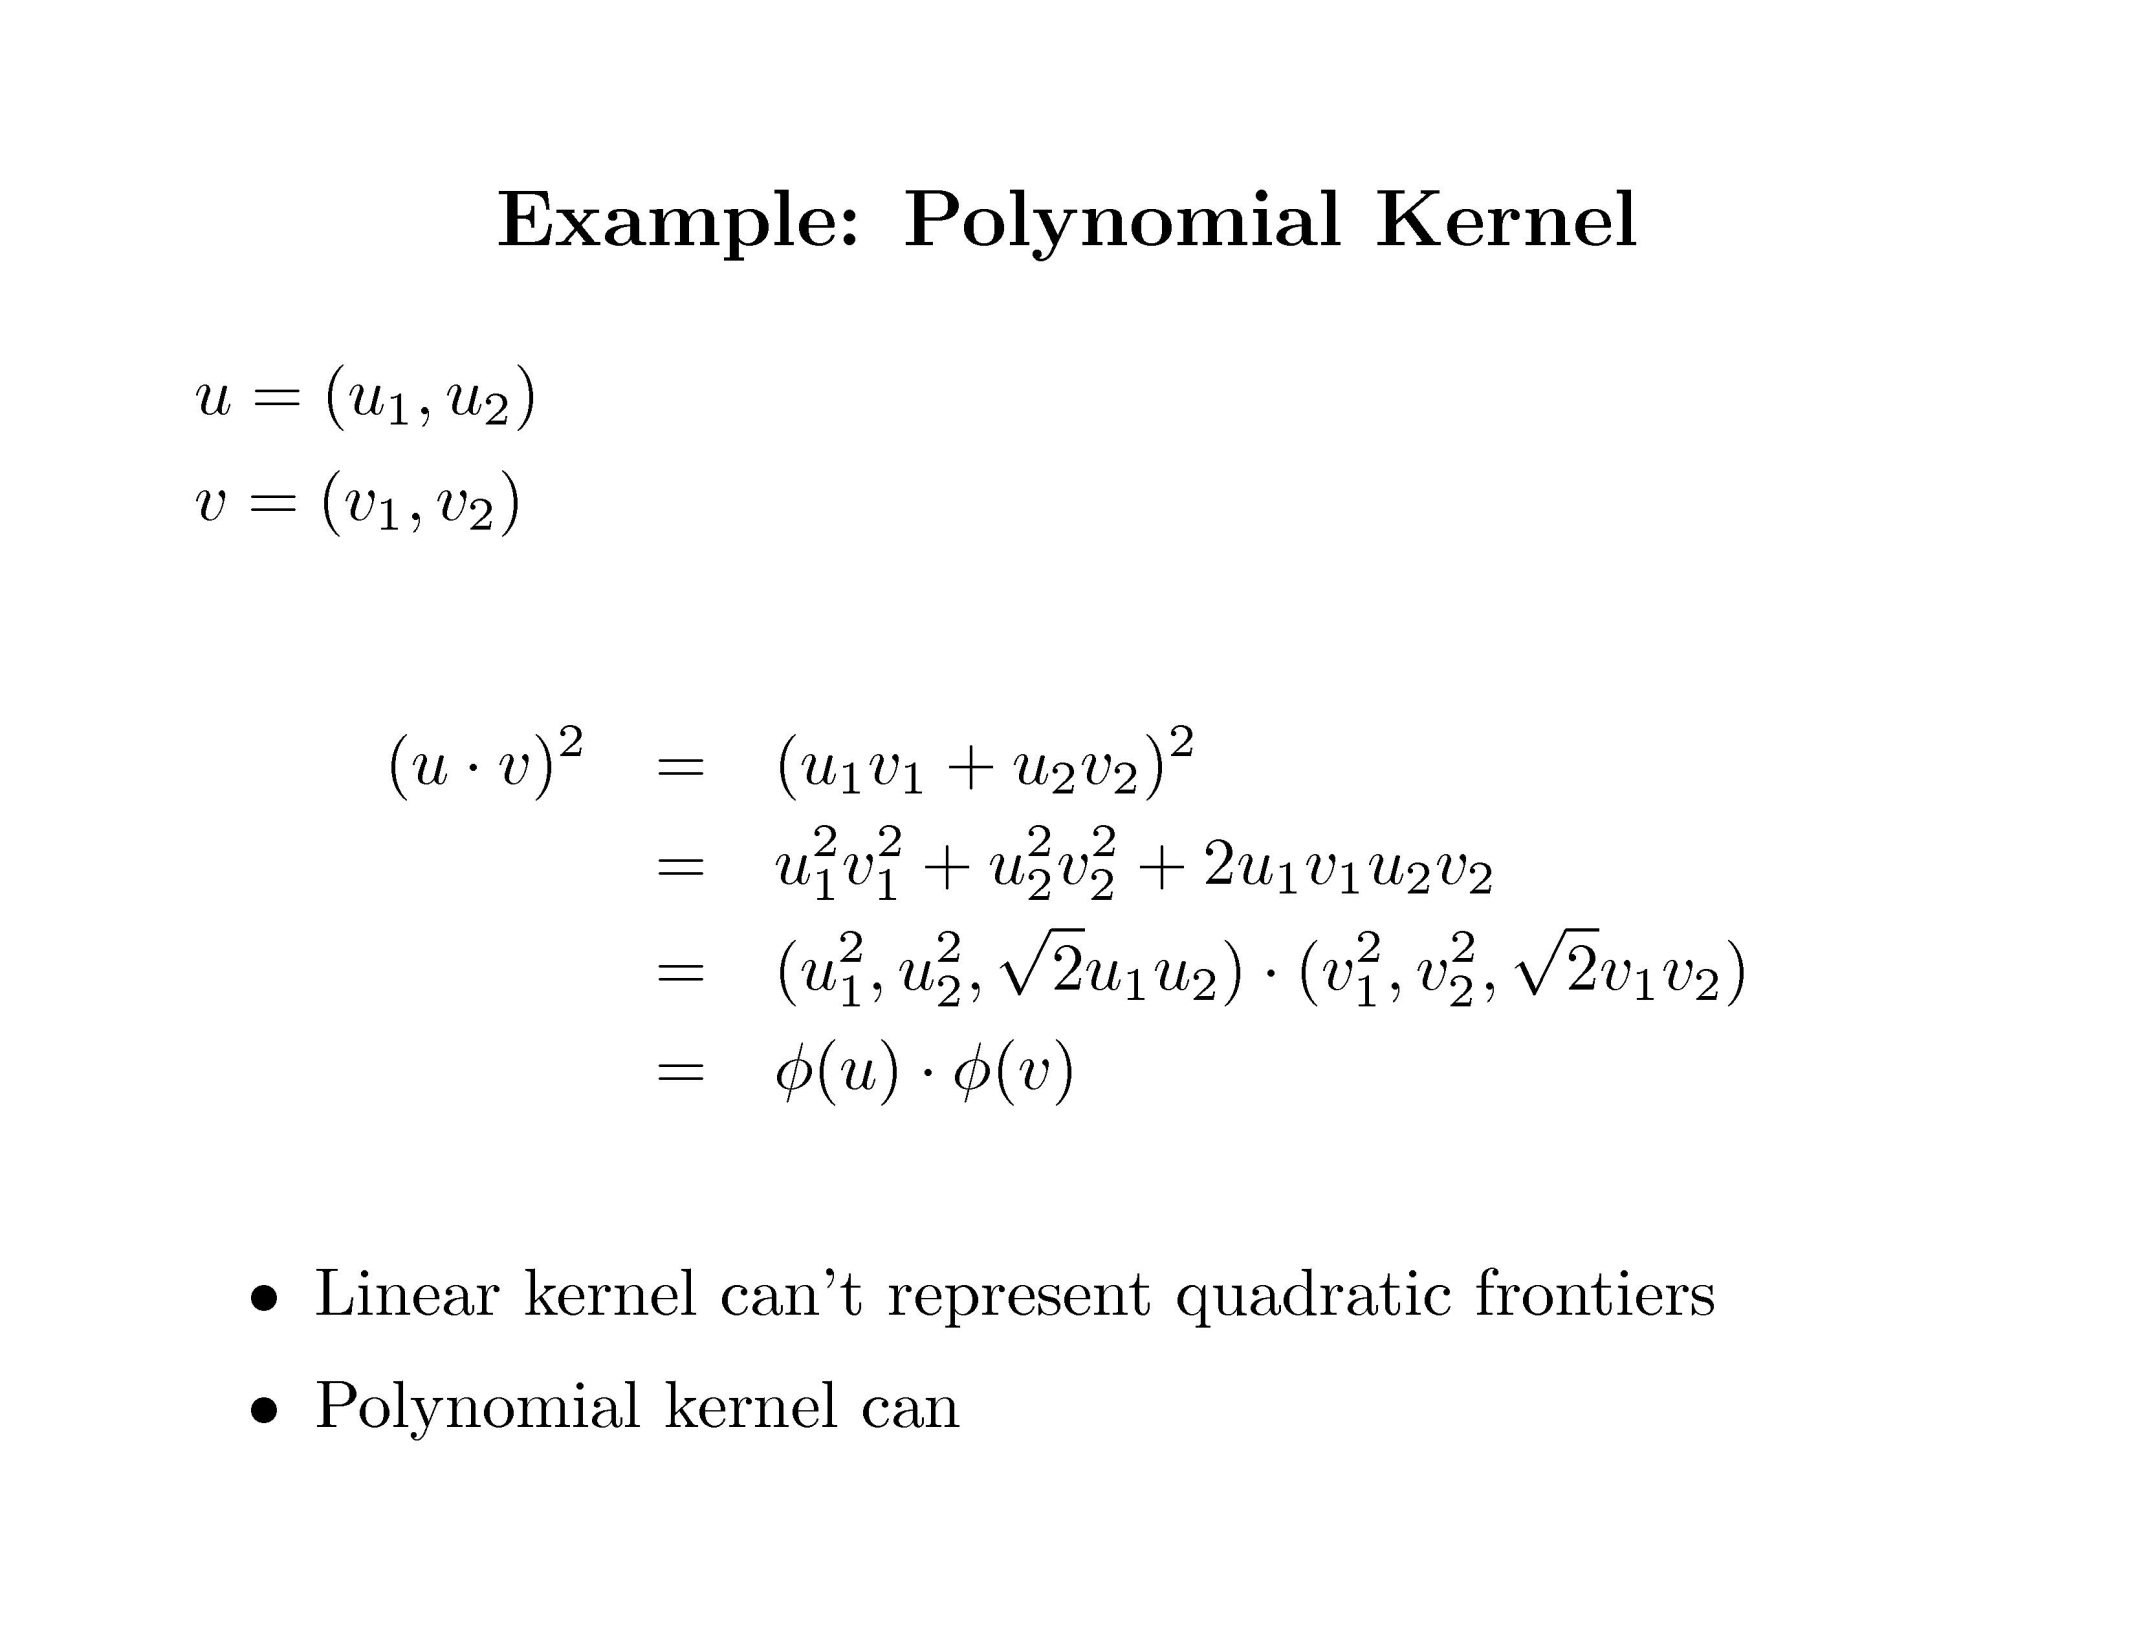 Example: Polynomial Kernel
u = (u₁, u₂)
v = (v₁, v₂)
(u · v)² = (u₁v₁ + u₂v₂)²
= u₁²v₁² + u₂²v₂² + 2u₁v₁u₂v₂
= (u₁², u₂², √2u₁u₂) · (v₁², v₂², √2v₁v₂)
= ϕ(u) · ϕ(v)
• Linear kernel can't represent quadratic frontiers
• Polynomial kernel can